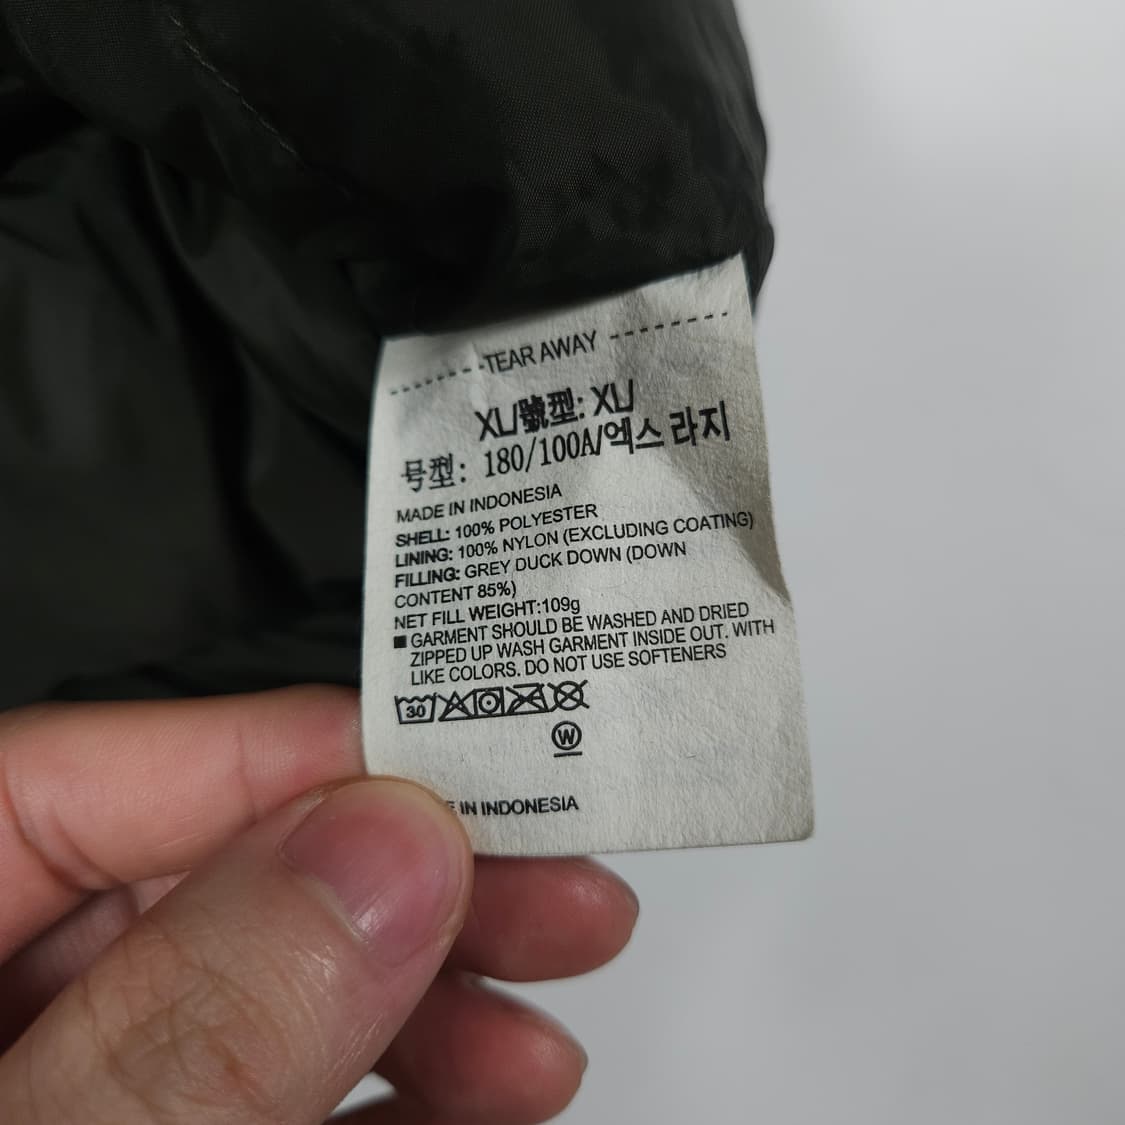 --------TEAR AWAY --------
XL/號型: XL/
号型: 180/100A/엑스 라지
MADE IN INDONESIA
SHELL: 100% POLYESTER
LINING: 100% NYLON (EXCLUDING COATING)
FILLING: GREY DUCK DOWN (DOWN
CONTENT 85%)
NET FILL WEIGHT:109g
■ GARMENT SHOULD BE WASHED AND DRIED
ZIPPED UP WASH GARMENT INSIDE OUT. WITH
LIKE COLORS. DO NOT USE SOFTENERS
30
W
IN INDONESIA